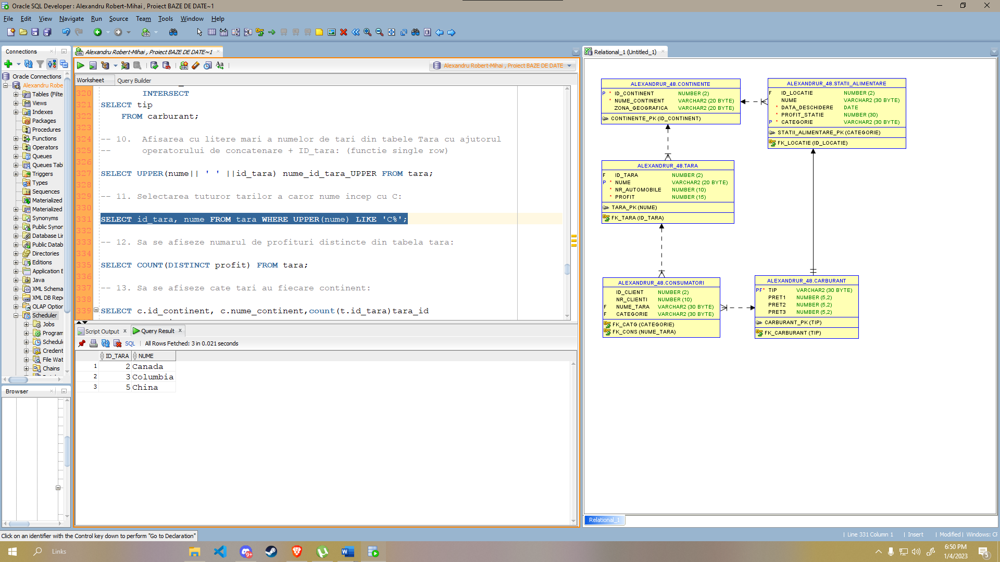 Oracle SQL Developer : Alexandru Robert-Mihai , Proiect BAZE DE DATE~1
File Edit View Navigate Run Source Team Tools Window Help
Connections
Oracle Connections
Alexandru Robe
Tables (Filte
Views
Indexes
Packages
Procedures
Functions
Operators
Queues
Queues Tab
Triggers
Types
Sequences
Materialized
Materialized
Synonyms
Public Synon
Database Lin
Public Datab
Directories
Editions
Application E
Java
XML Schema
XML DB Repo
OLAP Option
Scheduler
Jobs
Program
Schedul
Credent
File Wat
Chains
Browser
Alexandru Robert-Mihai , Proiect BAZE DE DATE~1
Alexandru Robert-Mihai , Proiect BAZE DE DATE
Worksheet Query Builder
320 INTERSECT
321 SELECT tip
322 FROM carburant;
323
324 -- 10. Afisarea cu litere mari a numelor de tari din tabele Tara cu ajutorul
325 -- operatorului de concatenare + ID_tara: (functie single row)
326
327 SELECT UPPER(nume|| ' ' ||id_tara) nume_id_tara_UPPER FROM tara;
328
329 -- 11. Selectarea tuturor tarilor a caror nume incep cu C:
330
331 SELECT id_tara, nume FROM tara WHERE UPPER(nume) LIKE 'C%';
332
333 -- 12. Sa se afiseze numarul de profituri distincte din tabela tara:
334
335 SELECT COUNT(DISTINCT profit) FROM tara;
336
337 -- 13. Sa se afiseze cate tari au fiecare continent:
338
339 SELECT c.id_continent, c.nume_continent,count(t.id_tara)tara_id
Script Output x Query Result x
SQL | All Rows Fetched: 3 in 0.021 seconds
ID_TARA NUME
1 2 Canada
2 3 Columbia
3 5 China
Relational_1 (Untitled_1)
ALEXANDRUR_48.CONTINENTE
P * ID_CONTINENT NUMBER (2)
* NUME_CONTINENT VARCHAR2 (20 BYTE)
ZONA_GEOGRAFICA VARCHAR2 (20 BYTE)
CONTINENTE_PK (ID_CONTINENT)
ALEXANDRUR_48.STATII_ALIMENTARE
F ID_LOCATIE NUMBER (2)
NUME VARCHAR2 (30 BYTE)
* DATA_DESCHIDERE DATE
* PROFIT_STATIE NUMBER (30)
P * CATEGORIE VARCHAR2 (30 BYTE)
STATII_ALIMENTARE_PK (CATEGORIE)
FK_LOCATIE (ID_LOCATIE)
ALEXANDRUR_48.TARA
F ID_TARA NUMBER (2)
P * NUME VARCHAR2 (20 BYTE)
* NR_AUTOMOBILE NUMBER (10)
* PROFIT NUMBER (15)
TARA_PK (NUME)
FK_TARA (ID_TARA)
ALEXANDRUR_48.CONSUMATORI
ID_CLIENT NUMBER (2)
NR_CLIENTI NUMBER (10)
F NUME_TARA VARCHAR2 (30 BYTE)
F CATEGORIE VARCHAR2 (30 BYTE)
FK_CATG (CATEGORIE)
FK_CONS (NUME_TARA)
ALEXANDRUR_48.CARBURANT
PF* TIP VARCHAR2 (30 BYTE)
PRET1 NUMBER (5,2)
PRET2 NUMBER (5,2)
PRET3 NUMBER (5,2)
CARBURANT_PK (TIP)
FK_CARBURANT (TIP)
Relational_1
Click on an identifier with the Control key down to perform "Go to Declaration"
| Line 331 Column 1 | Insert | Modified | Windows: CF
Links
9+
6:50 PM
1/4/2023
5